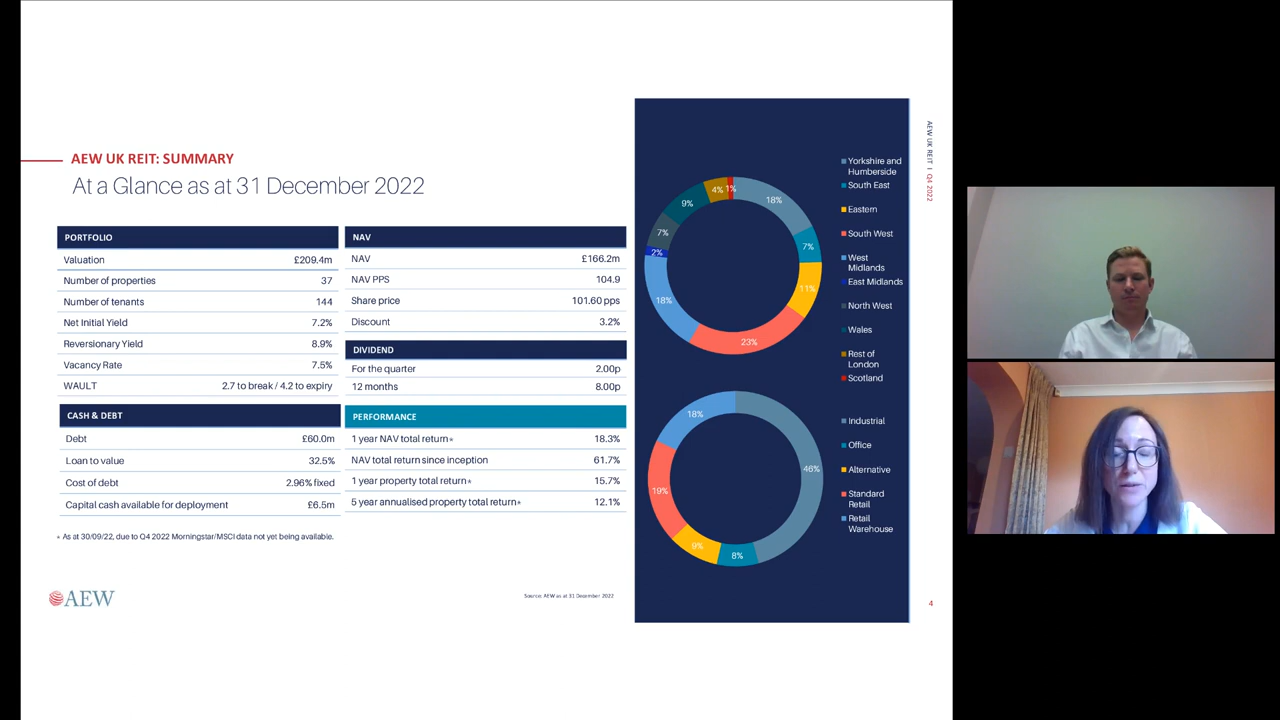 AEW UK REIT: SUMMARY
At a Glance as at 31 December 2022
PORTFOLIO
Valuation £209.4m
Number of properties 37
Number of tenants 144
Net Initial Yield 7.2%
Reversionary Yield 8.9%
Vacancy Rate 7.5%
WAULT 2.7 to break / 4.2 to expiry
CASH & DEBT
Debt £60.0m
Loan to value 32.5%
Cost of debt 2.96% fixed
Capital cash available for deployment £6.5m
* As at 30/09/22, due to Q4 2022 Morningstar/MSCI data not yet being available.
NAV
NAV £166.2m
NAV PPS 104.9
Share price 101.60 pps
Discount 3.2%
DIVIDEND
For the quarter 2.00p
12 months 8.00p
PERFORMANCE
1 year NAV total return* 18.3%
NAV total return since inception 61.7%
1 year property total return* 15.7%
5 year annualised property total return* 12.1%
AEW
Source: AEW as at 31 December 2022
18%
7%
11%
23%
18%
2%
7%
9%
4%
1%
Yorkshire and
Humberside
South East
Eastern
South West
West
Midlands
East Midlands
North West
Wales
Rest of
London
Scotland
46%
8%
9%
19%
18%
Industrial
Office
Alternative
Standard
Retail
Retail
Warehouse
AEW UK REIT I Q4 2022
4